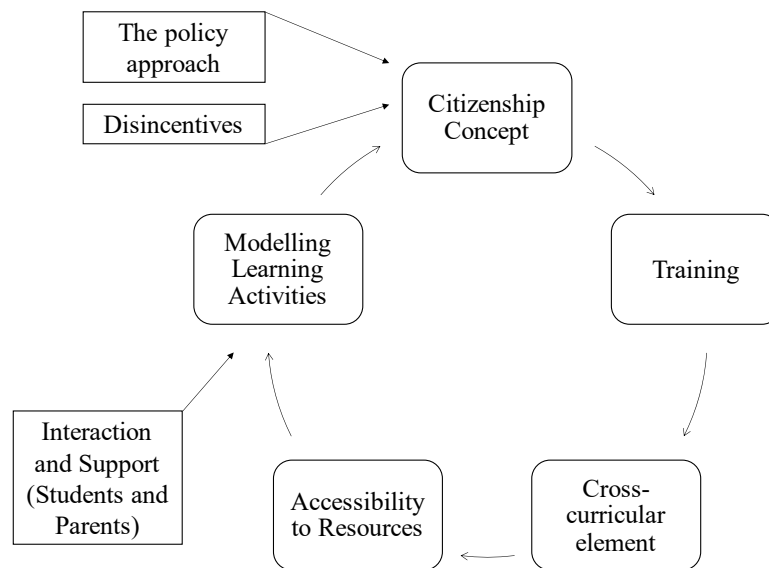 The policy
approach
Disincentives
Citizenship
Concept
Modelling
Learning
Activities
Training
Interaction
and Support
(Students and
Parents)
Accessibility
to Resources
Cross-
curricular
element